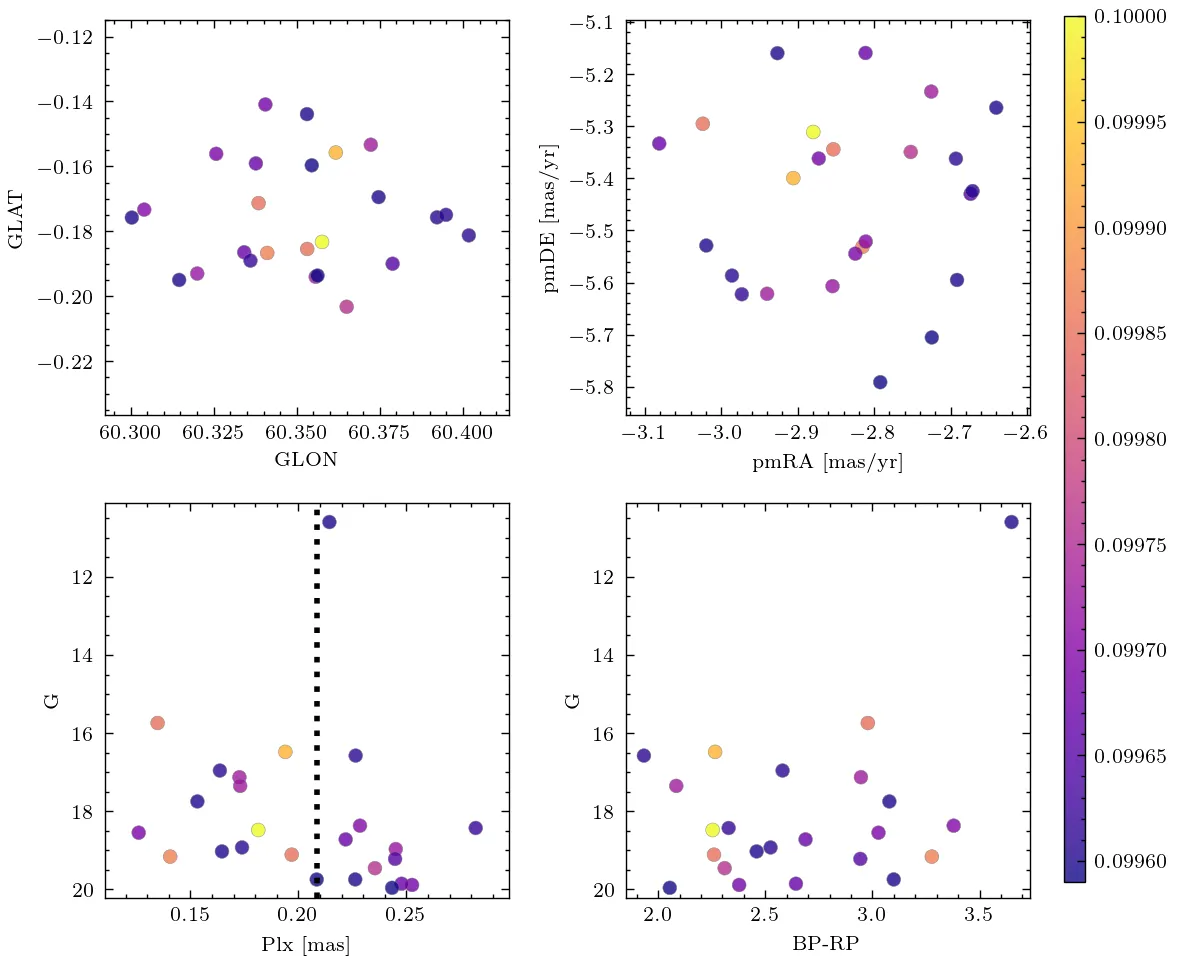 −0.12
−0.14
−0.16
−0.18
−0.20
−0.22
GLAT
60.300 60.325 60.350 60.375 60.400
GLON
−5.1
−5.2
−5.3
−5.4
−5.5
−5.6
−5.7
−5.8
pmDE [mas/yr]
−3.1 −3.0 −2.9 −2.8 −2.7 −2.6
pmRA [mas/yr]
12
14
16
18
20
G
0.15 0.20 0.25
Plx [mas]
12
14
16
18
20
G
2.0 2.5 3.0 3.5
BP-RP
0.10000
0.09995
0.09990
0.09985
0.09980
0.09975
0.09970
0.09965
0.09960